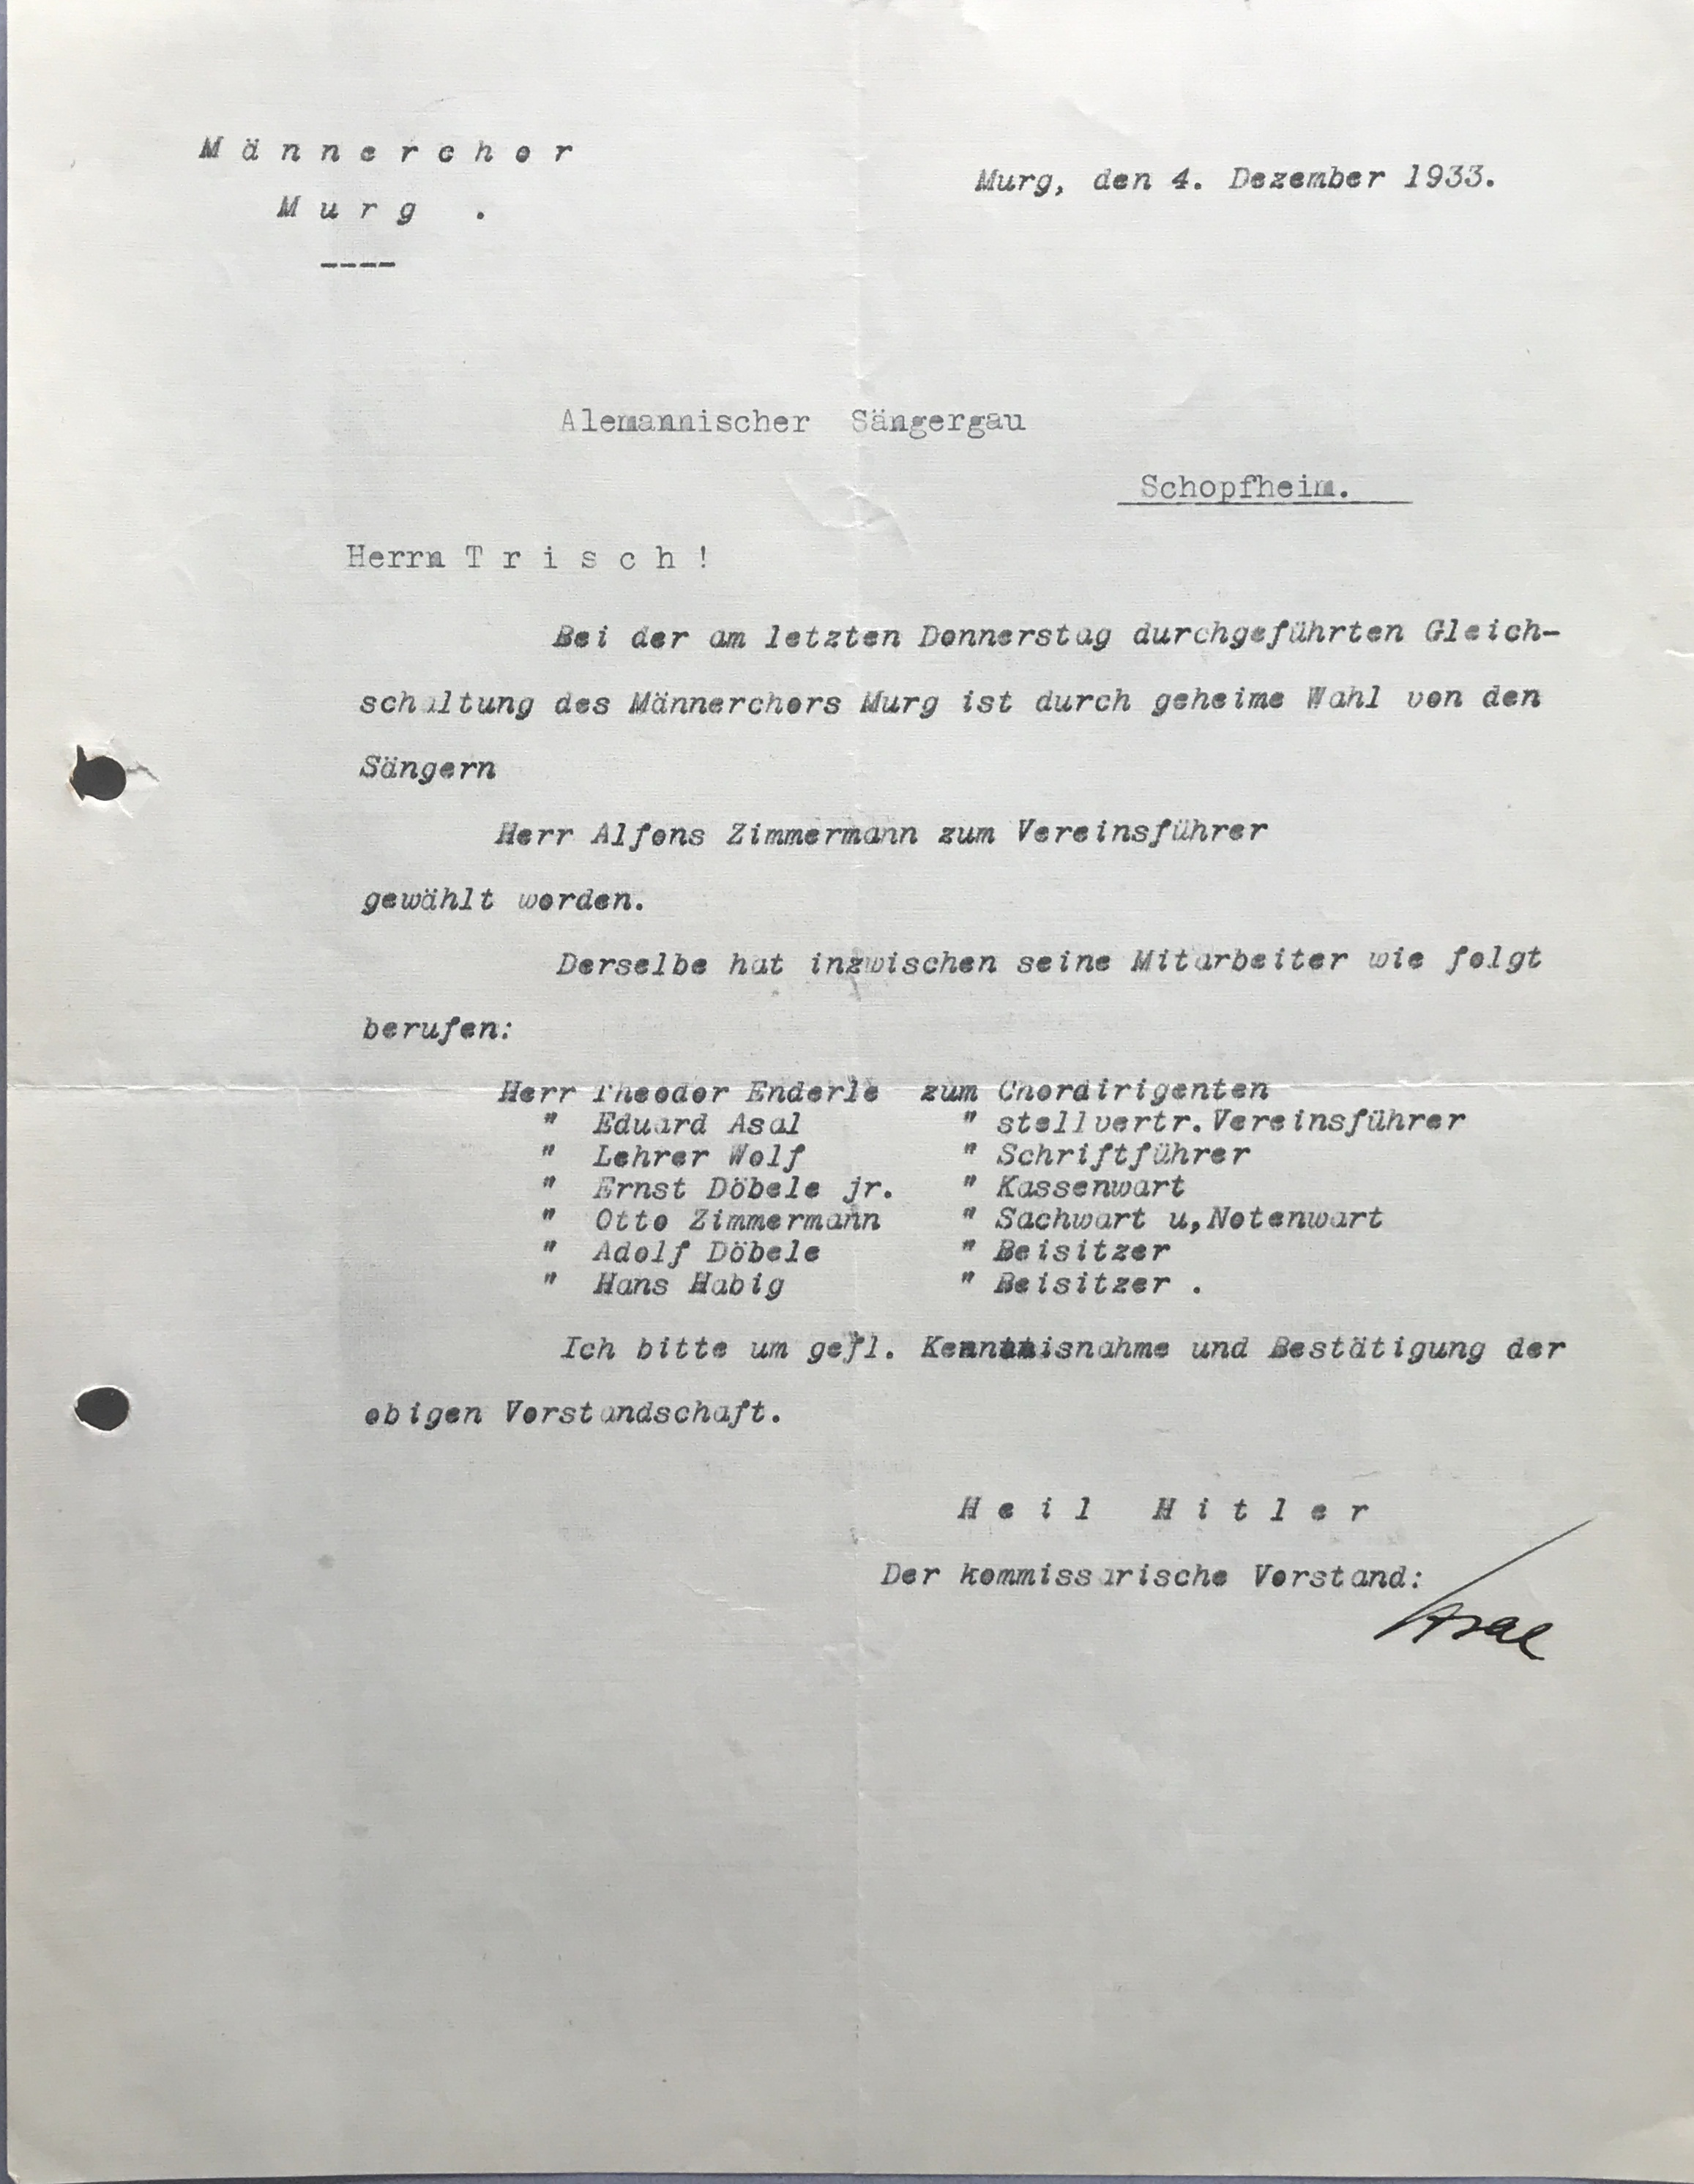 Männerchor
Murg .
----
Murg, den 4. Dezember 1933.
Alemannischer Sängergau
Schopfheim.
Herrn Trisch!
Bei der am letzten Donnerstag durchgeführten Gleich-
schaltung des Männerchors Murg ist durch geheime Wahl von den
Sängern
Herr Alfons Zimmermann zum Vereinsführer
gewählt worden.
Derselbe hat inzwischen seine Mitarbeiter wie folgt
berufen:
Herr Theodor Enderle zum Chordirigenten
" Eduard Asal " stellvertr. Vereinsführer
" Lehrer Wolf " Schriftführer
" Ernst Döbele jr. " Kassenwart
" Otto Zimmermann " Sachwart u, Notenwart
" Adolf Döbele " Beisitzer
" Hans Habig " Beisitzer .
Ich bitte um gefl. Kenntnisnahme und Bestätigung der
obigen Vorstandschaft.
Heil Hitler
Der kommissarische Vorstand:
Asal